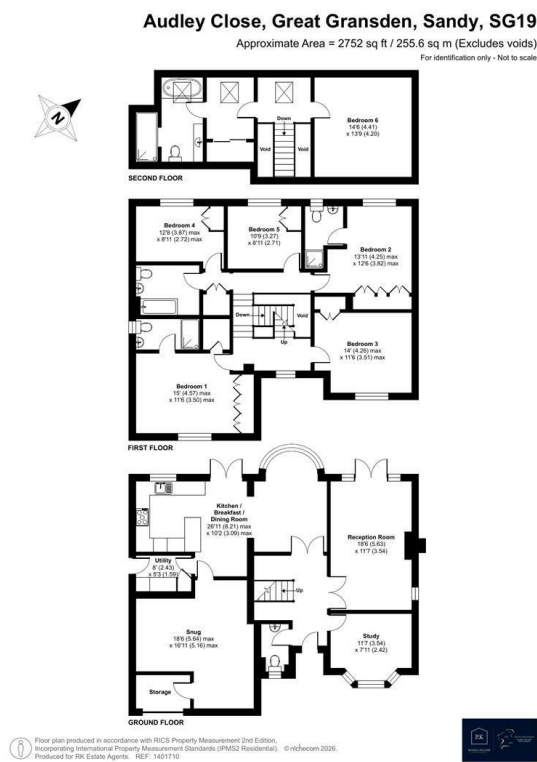 Audley Close, Great Gransden, Sandy, SG19
Approximate Area = 2752 sq ft / 255.6 sq m (Excludes voids)
For identification only - Not to scale
N
Bedroom 6
14'6 (4.41)
x 13'9 (4.20)
Down
Void
Void
SECOND FLOOR
Bedroom 4
12'8 (3.87) max
x 8'11 (2.72) max
Bedroom 5
10'9 (3.27)
x 8'11 (2.71)
Bedroom 2
13'11 (4.25) max
x 12'6 (3.82) max
Down
Void
Up
Bedroom 3
14' (4.26) max
x 11'6 (3.51) max
Bedroom 1
15' (4.57) max
x 11'6 (3.50) max
FIRST FLOOR
Kitchen /
Breakfast /
Dining Room
26'11 (8.21) max
x 10'2 (3.09) max
Reception Room
18'6 (5.63)
x 11'7 (3.54)
Utility
8' (2.43)
x 5'3 (1.59)
Up
Snug
18'6 (5.64) max
x 16'11 (5.16) max
Study
11'7 (3.54)
x 7'11 (2.42)
Storage
GROUND FLOOR
Floor plan produced in accordance with RICS Property Measurement 2nd Edition,
Incorporating International Property Measurement Standards (IPMS2 Residential). © nichecom 2026.
Produced for RK Estate Agents. REF: 1401710